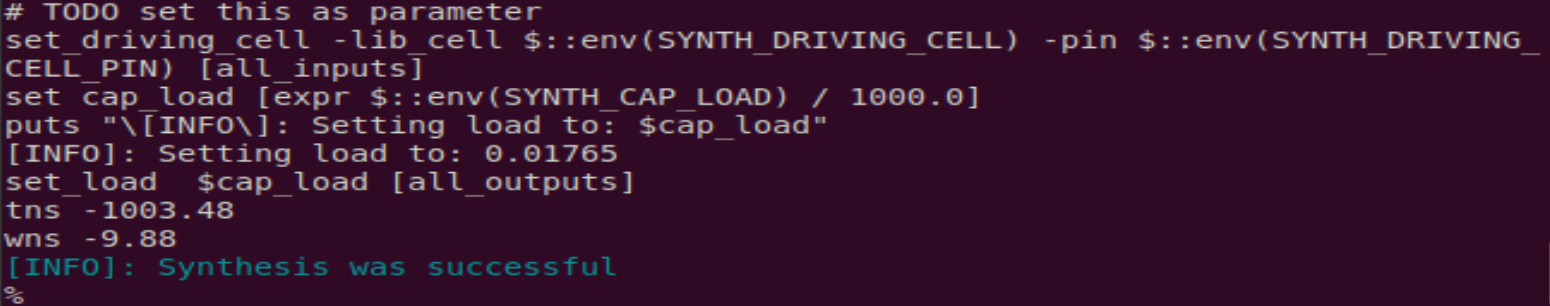 # TODO set this as parameter
set_driving_cell -lib_cell $::env(SYNTH_DRIVING_CELL) -pin $::env(SYNTH_DRIVING_
CELL_PIN) [all_inputs]
set cap_load [expr $::env(SYNTH_CAP_LOAD) / 1000.0]
puts "\[INFO\]: Setting load to: $cap_load"
[INFO]: Setting load to: 0.01765
set_load  $cap_load [all_outputs]
tns -1003.48
wns -9.88
[INFO]: Synthesis was successful
%